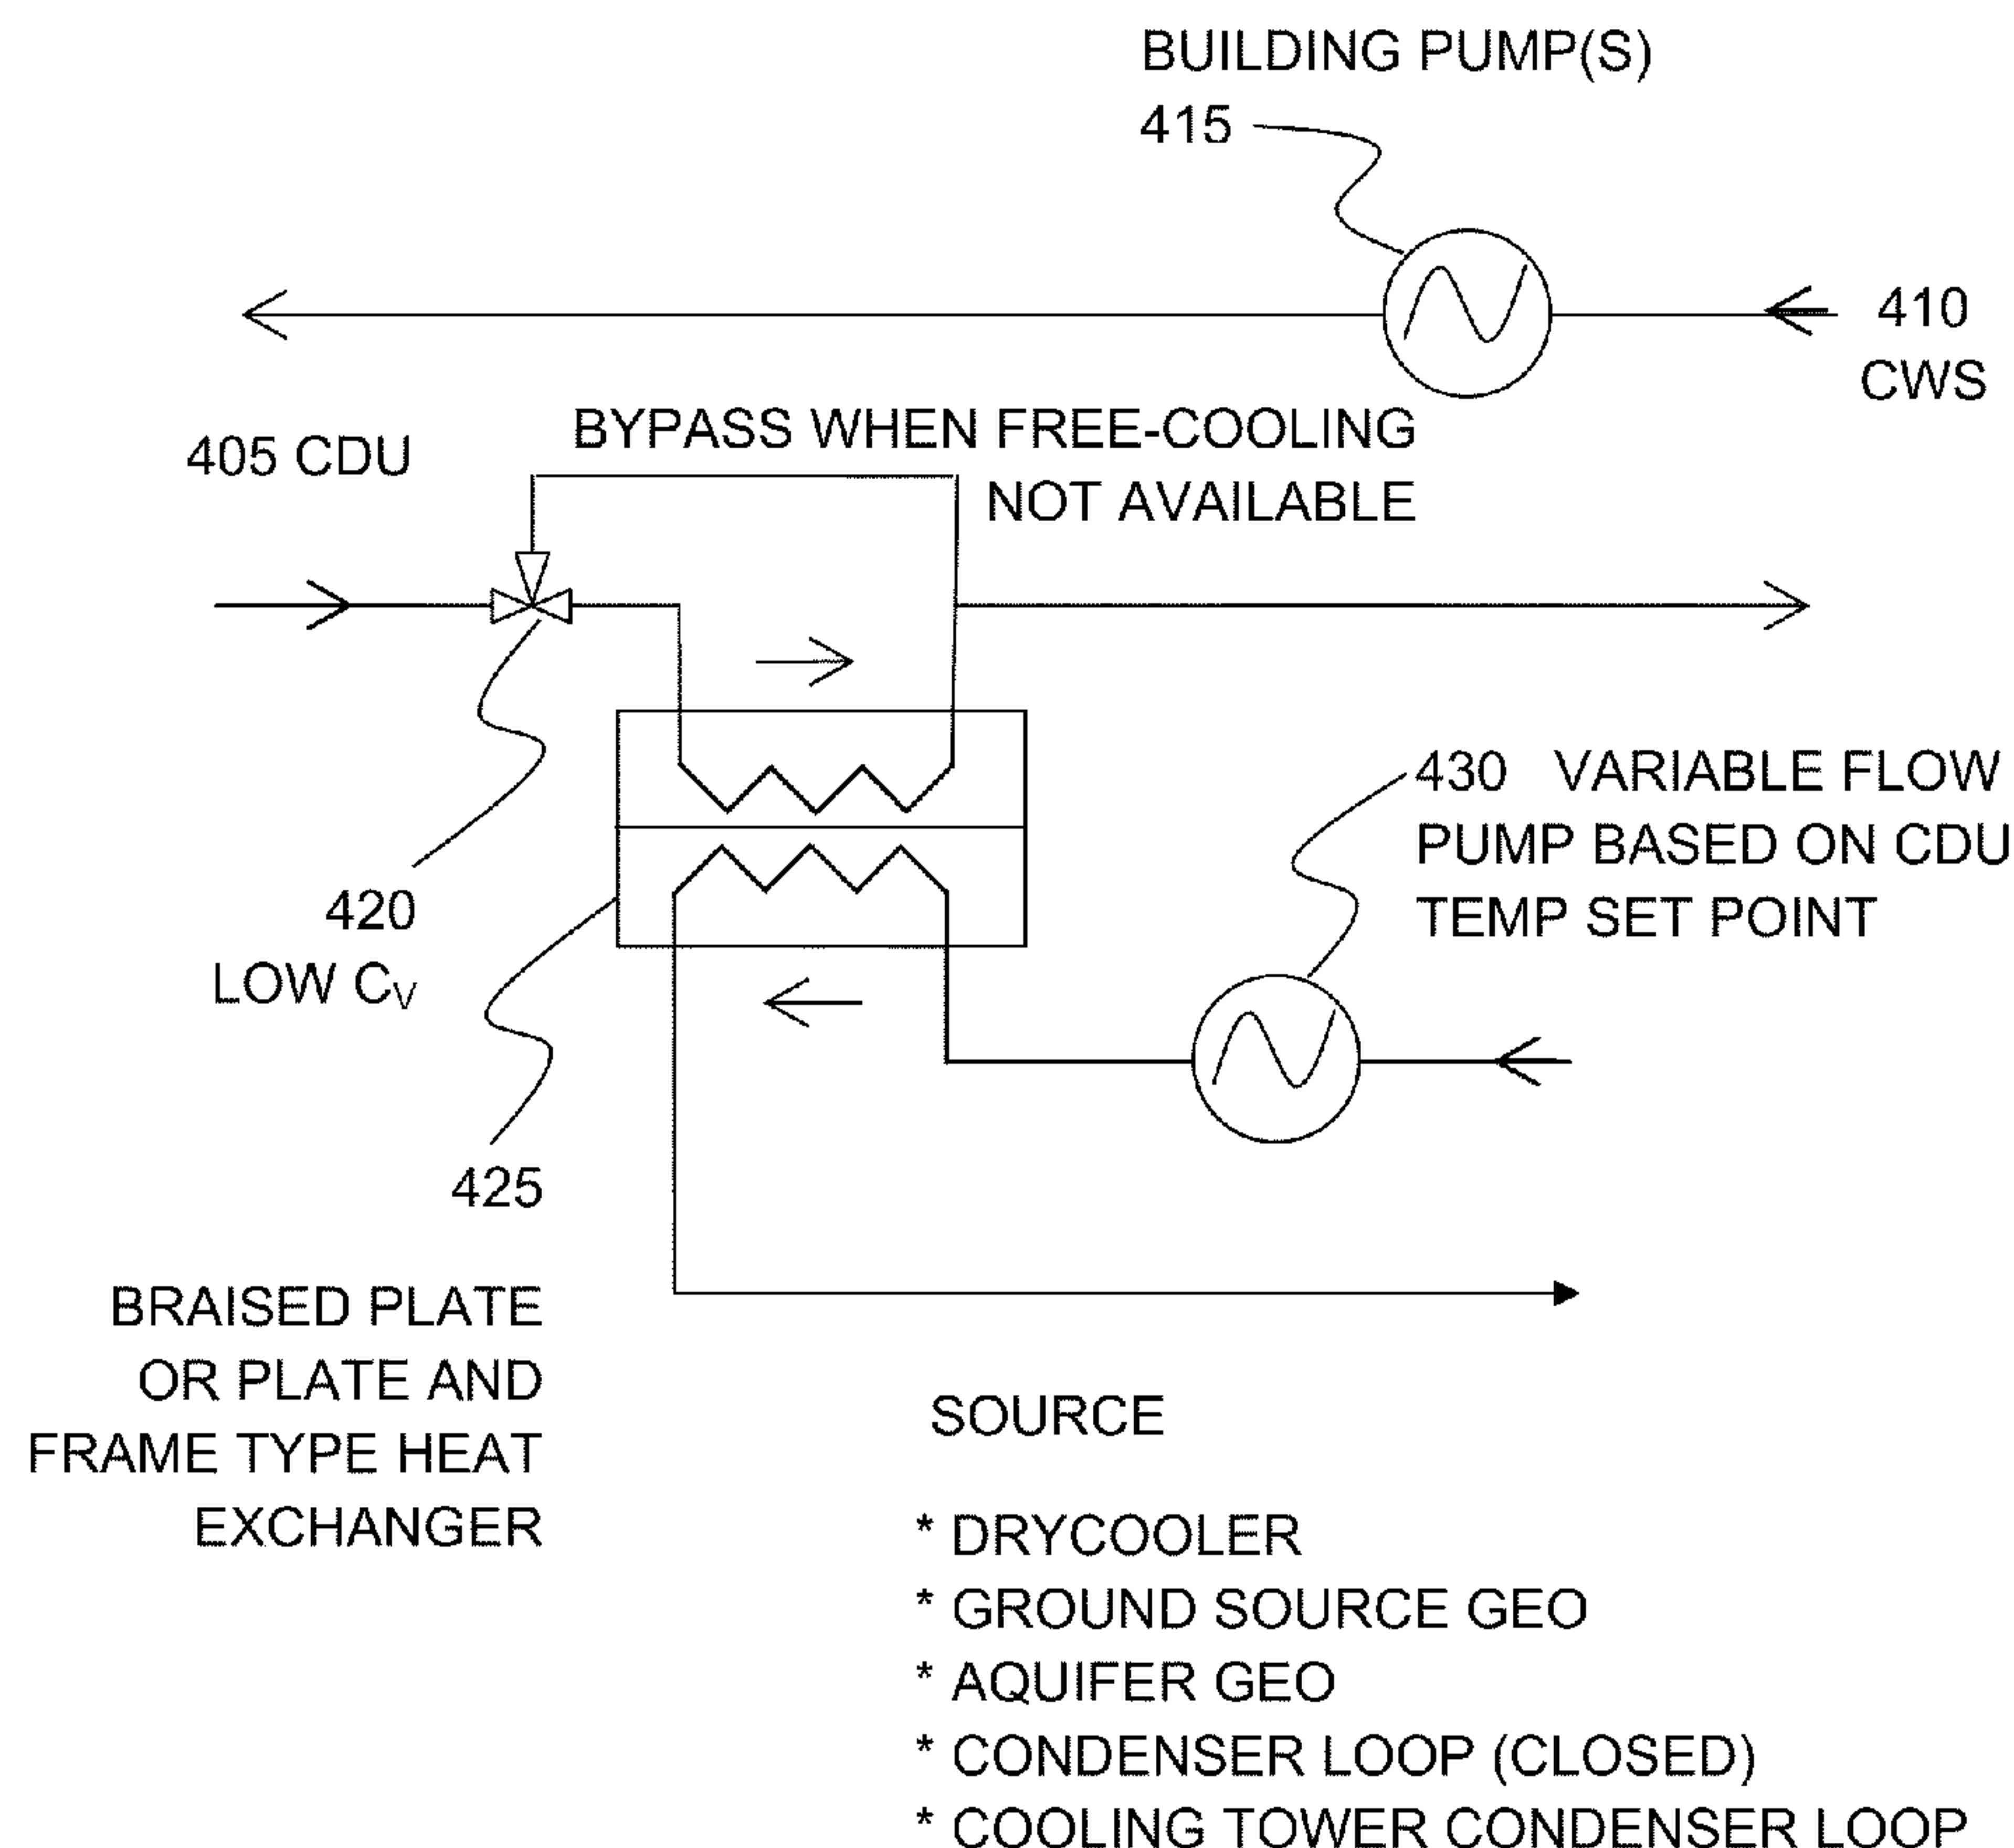 BUILDING PUMP(S)
415
410
CWS
BYPASS WHEN FREE-COOLING
NOT AVAILABLE
405 CDU
430 VARIABLE FLOW
PUMP BASED ON CDU
TEMP SET POINT
420
LOW CV
425
BRAISED PLATE
OR PLATE AND
FRAME TYPE HEAT
EXCHANGER
SOURCE
* DRYCOOLER
* GROUND SOURCE GEO
* AQUIFER GEO
* CONDENSER LOOP (CLOSED)
* COOLING TOWER CONDENSER LOOP